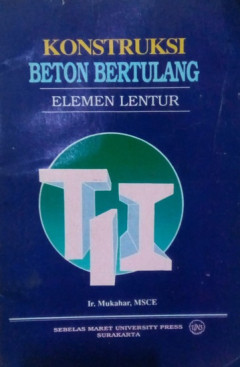 KONSTRUKSI
BETON BERTULANG
ELEMEN LENTUR
Ir. Mukahar, MSCE
SEBELAS MARET UNIVERSITY PRESS
SURAKARTA